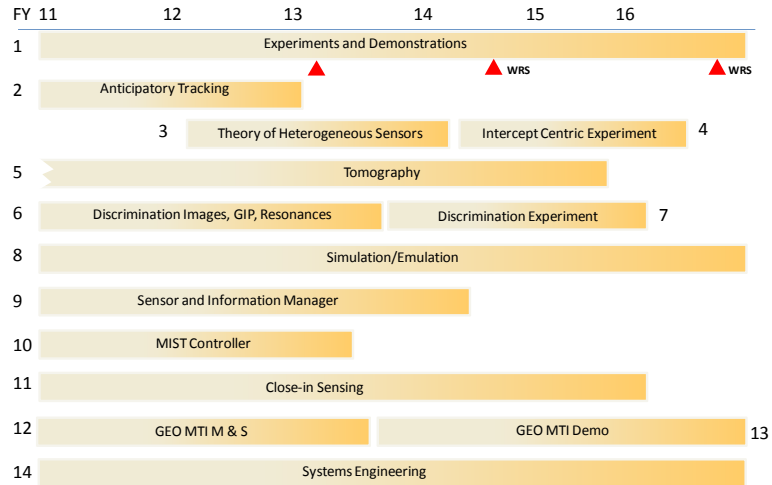 FY 11 12 13 14 15 16
1 Experiments and Demonstrations
WRS WRS
2 Anticipatory Tracking
3 Theory of Heterogeneous Sensors Intercept Centric Experiment 4
5 Tomography
6 Discrimination Images, GIP, Resonances Discrimination Experiment 7
8 Simulation/Emulation
9 Sensor and Information Manager
10 MIST Controller
11 Close-in Sensing
12 GEO MTI M & S GEO MTI Demo 13
14 Systems Engineering